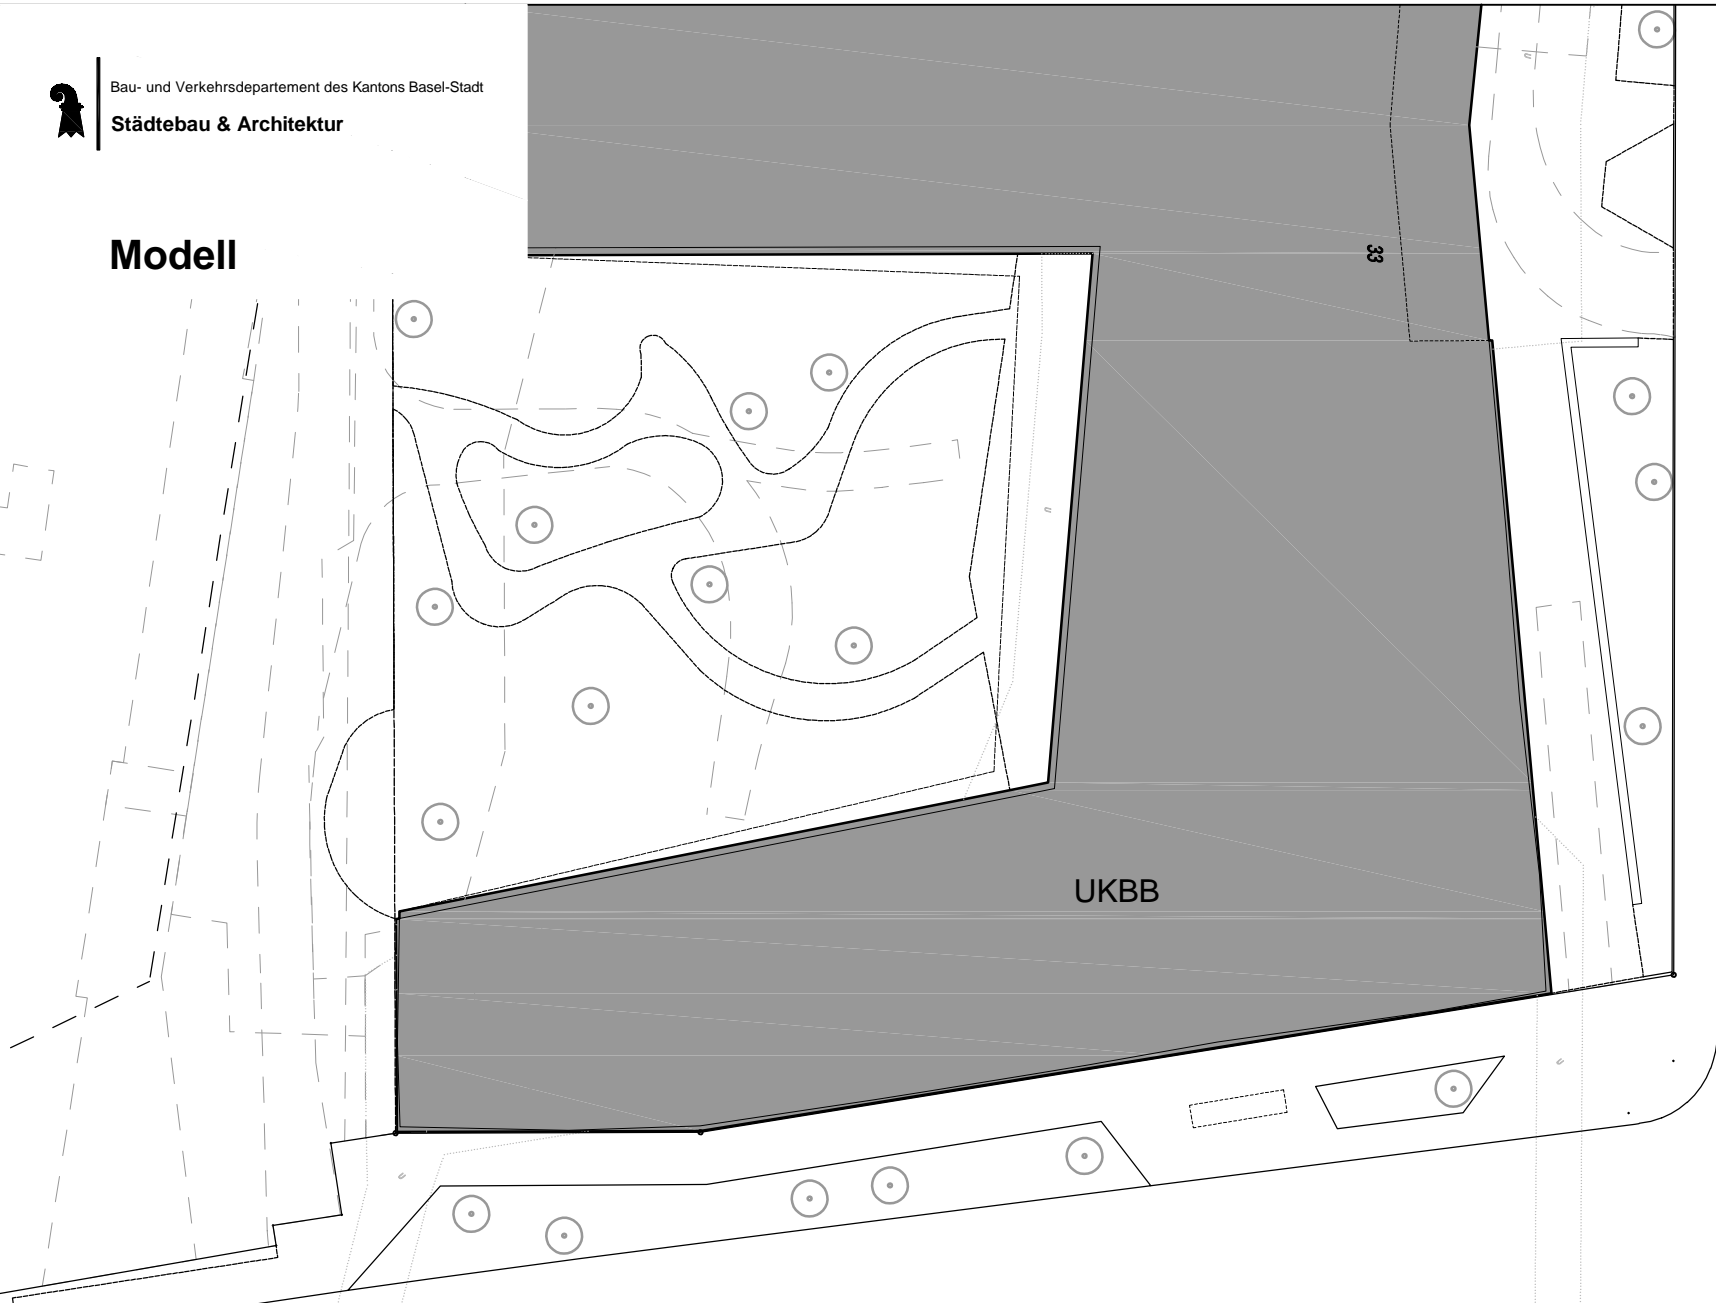 Bau- und Verkehrsdepartement des Kantons Basel-Stadt
Städtebau & Architektur
Modell
33
UKBB